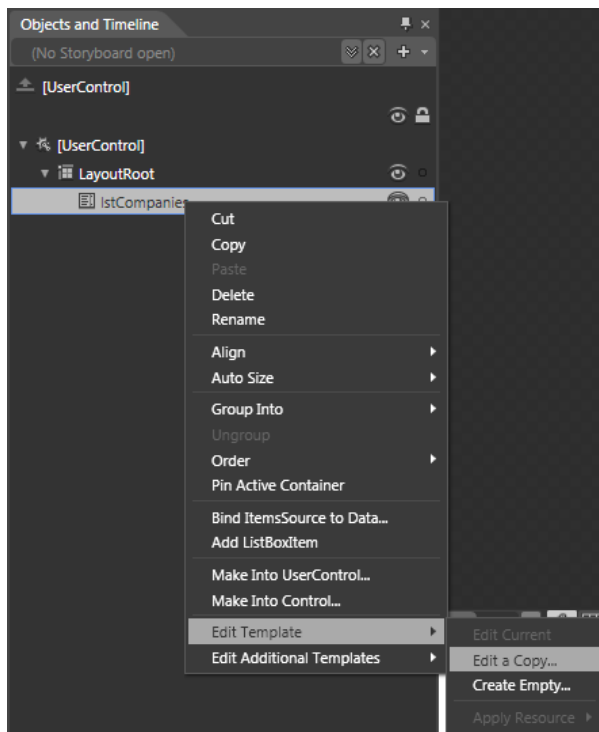 Objects and Timeline
(No Storyboard open)
[UserControl]
[UserControl]
LayoutRoot
lstCompanies
Cut
Copy
Paste
Delete
Rename
Align
Auto Size
Group Into
Ungroup
Order
Pin Active Container
Bind ItemsSource to Data...
Add ListBoxItem
Make Into UserControl...
Make Into Control...
Edit Template
Edit Additional Templates
Edit Current
Edit a Copy...
Create Empty...
Apply Resource